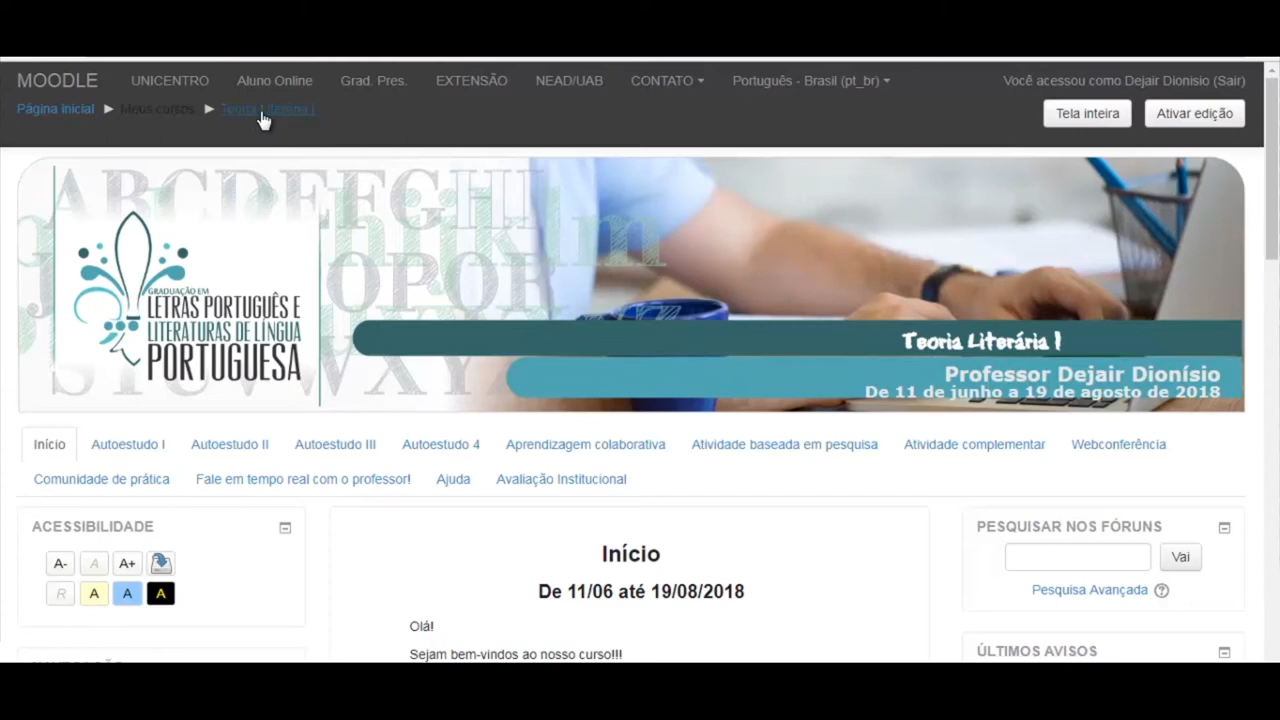 MOODLE UNICENTRO Aluno Online Grad. Pres. EXTENSÃO NEAD/UAB CONTATO Português - Brasil (pt_br) Você acessou como Dejair Dionisio (Sair)
Página inicial ► Meus cursos ► Teoria Literária I
Tela inteira Ativar edição
ABCDEFGHI
GRADUAÇÃO EM
LETRAS PORTUGUÊS E
LITERATURAS DE LÍNGUA
PORTUGUESA
Teoria Literária I
Professor Dejair Dionísio
De 11 de junho a 19 de agosto de 2018
Início Autoestudo I Autoestudo II Autoestudo III Autoestudo 4 Aprendizagem colaborativa Atividade baseada em pesquisa Atividade complementar Webconferência
Comunidade de prática Fale em tempo real com o professor! Ajuda Avaliação Institucional
ACESSIBILIDADE
A- A A+
R A A A
Início
De 11/06 até 19/08/2018
Olá!
Sejam bem-vindos ao nosso curso!!!
PESQUISAR NOS FÓRUNS
Vai
Pesquisa Avançada
ÚLTIMOS AVISOS